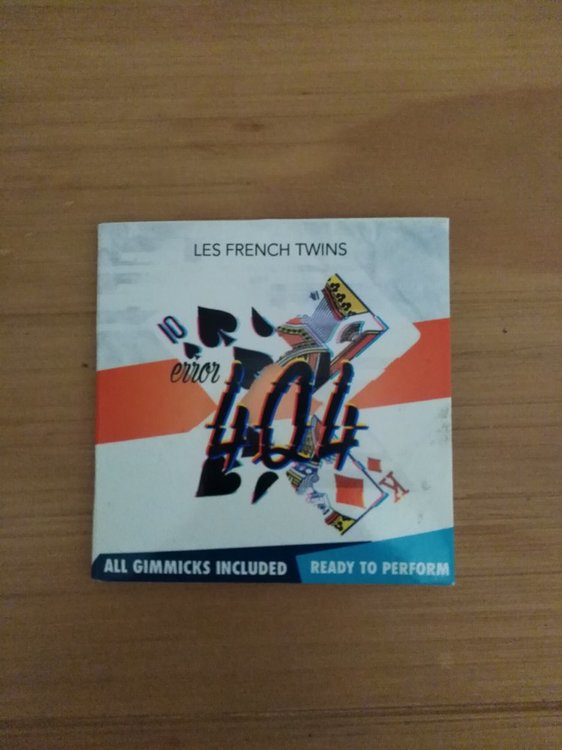 LES FRENCH TWINS
10
error
404
K
ALL GIMMICKS INCLUDED
READY TO PERFORM